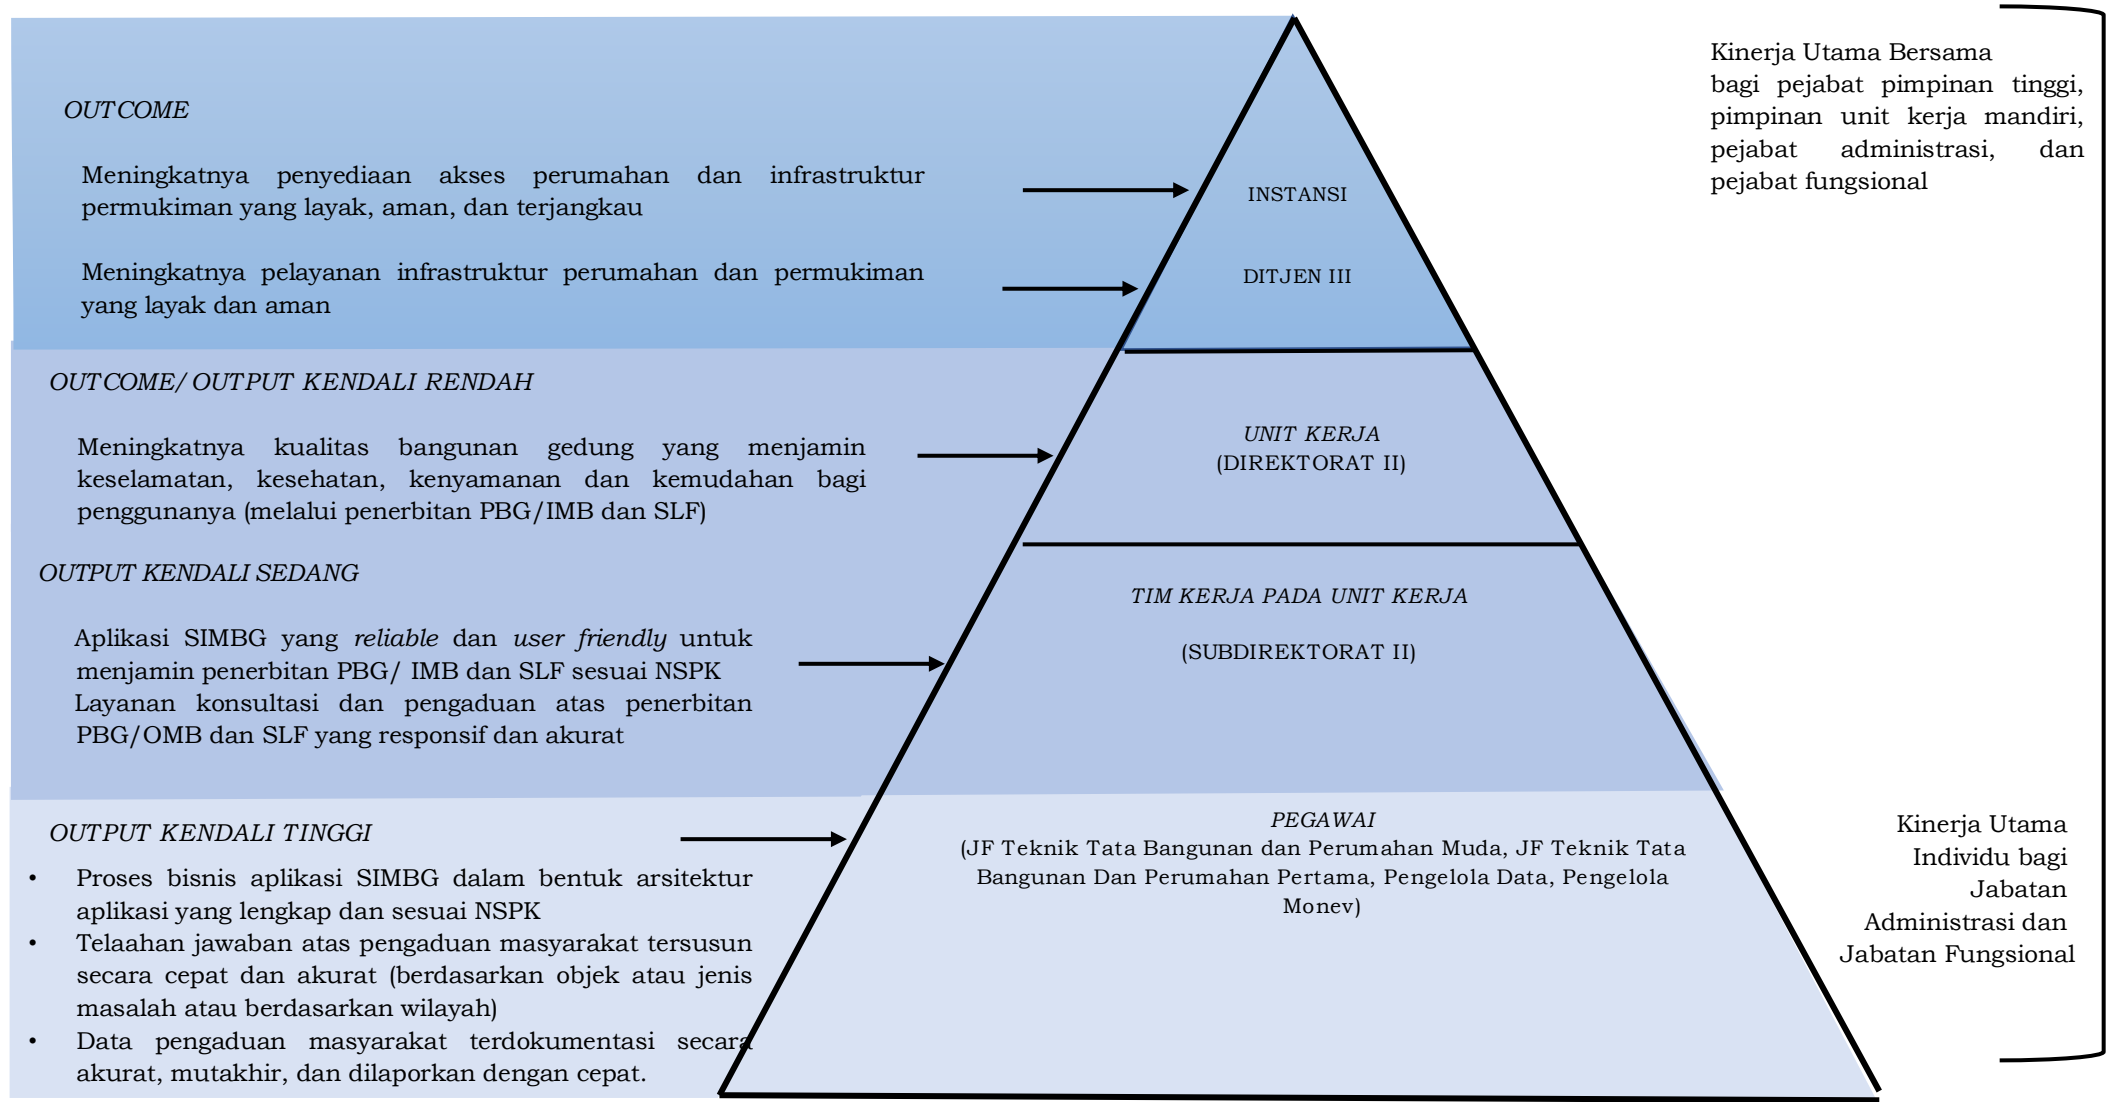 OUTCOME
Meningkatnya penyediaan akses perumahan dan infrastruktur
permukiman yang layak, aman, dan terjangkau
Meningkatnya pelayanan infrastruktur perumahan dan permukiman
yang layak dan aman
INSTANSI
DITJEN III
Kinerja Utama Bersama
bagi pejabat pimpinan tinggi,
pimpinan unit kerja mandiri,
pejabat administrasi, dan
pejabat fungsional
OUTCOME/OUTPUT KENDALI RENDAH
Meningkatnya kualitas bangunan gedung yang menjamin
keselamatan, kesehatan, kenyamanan dan kemudahan bagi
penggunanya (melalui penerbitan PBG/IMB dan SLF)
UNIT KERJA
(DIREKTORAT II)
OUTPUT KENDALI SEDANG
Aplikasi SIMBG yang reliable dan user friendly untuk
menjamin penerbitan PBG/ IMB dan SLF sesuai NSPK
Layanan konsultasi dan pengaduan atas penerbitan
PBG/OMB dan SLF yang responsif dan akurat
TIM KERJA PADA UNIT KERJA
(SUBDIREKTORAT II)
OUTPUT KENDALI TINGGI
• Proses bisnis aplikasi SIMBG dalam bentuk arsitektur
aplikasi yang lengkap dan sesuai NSPK
• Telaahan jawaban atas pengaduan masyarakat tersusun
secara cepat dan akurat (berdasarkan objek atau jenis
masalah atau berdasarkan wilayah)
• Data pengaduan masyarakat terdokumentasi secara
akurat, mutakhir, dan dilaporkan dengan cepat.
PEGAWAI
(JF Teknik Tata Bangunan dan Perumahan Muda, JF Teknik Tata
Bangunan Dan Perumahan Pertama, Pengelola Data, Pengelola
Monev)
Kinerja Utama
Individu bagi
Jabatan
Administrasi dan
Jabatan Fungsional